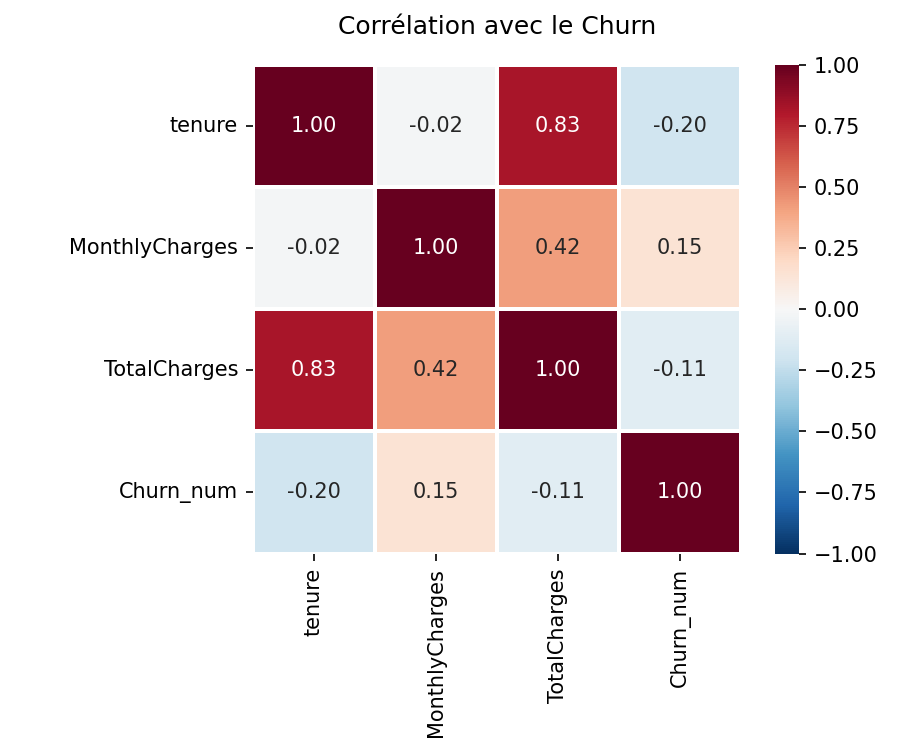 Corrélation avec le Churn
tenure
1.00 -0.02 0.83 -0.20
MonthlyCharges
-0.02 1.00 0.42 0.15
TotalCharges
0.83 0.42 1.00 -0.11
Churn_num
-0.20 0.15 -0.11 1.00
tenure
MonthlyCharges
TotalCharges
Churn_num
1.00
0.75
0.50
0.25
0.00
−0.25
−0.50
−0.75
−1.00